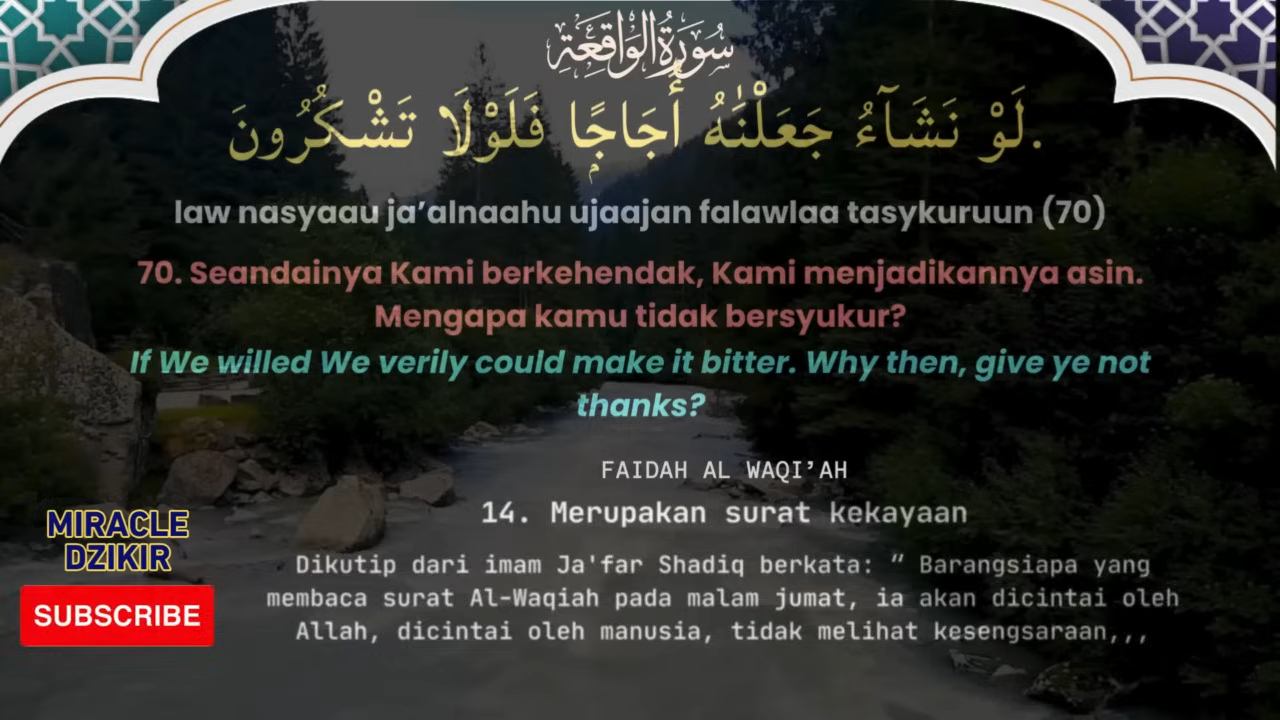 سُورَةُ الْوَاقِعَةِ
لَوْ نَشَاۤءُ جَعَلْنٰهُ أُجَاجًا فَلَوْلَا تَشْكُرُونَ.
law nasyaau ja’alnaahu ujaajan falawlaa tasykuruun (70)
70. Seandainya Kami berkehendak, Kami menjadikannya asin.
Mengapa kamu tidak bersyukur?
If We willed We verily could make it bitter. Why then, give ye not
thanks?
FAIDAH AL WAQI’AH
14. Merupakan surat kekayaan
Dikutip dari imam Ja'far Shadiq berkata: “ Barangsiapa yang
membaca surat Al-Waqiah pada malam jumat, ia akan dicintai oleh
Allah, dicintai oleh manusia, tidak melihat kesengsaraan,,,
MIRACLE
DZIKIR
SUBSCRIBE